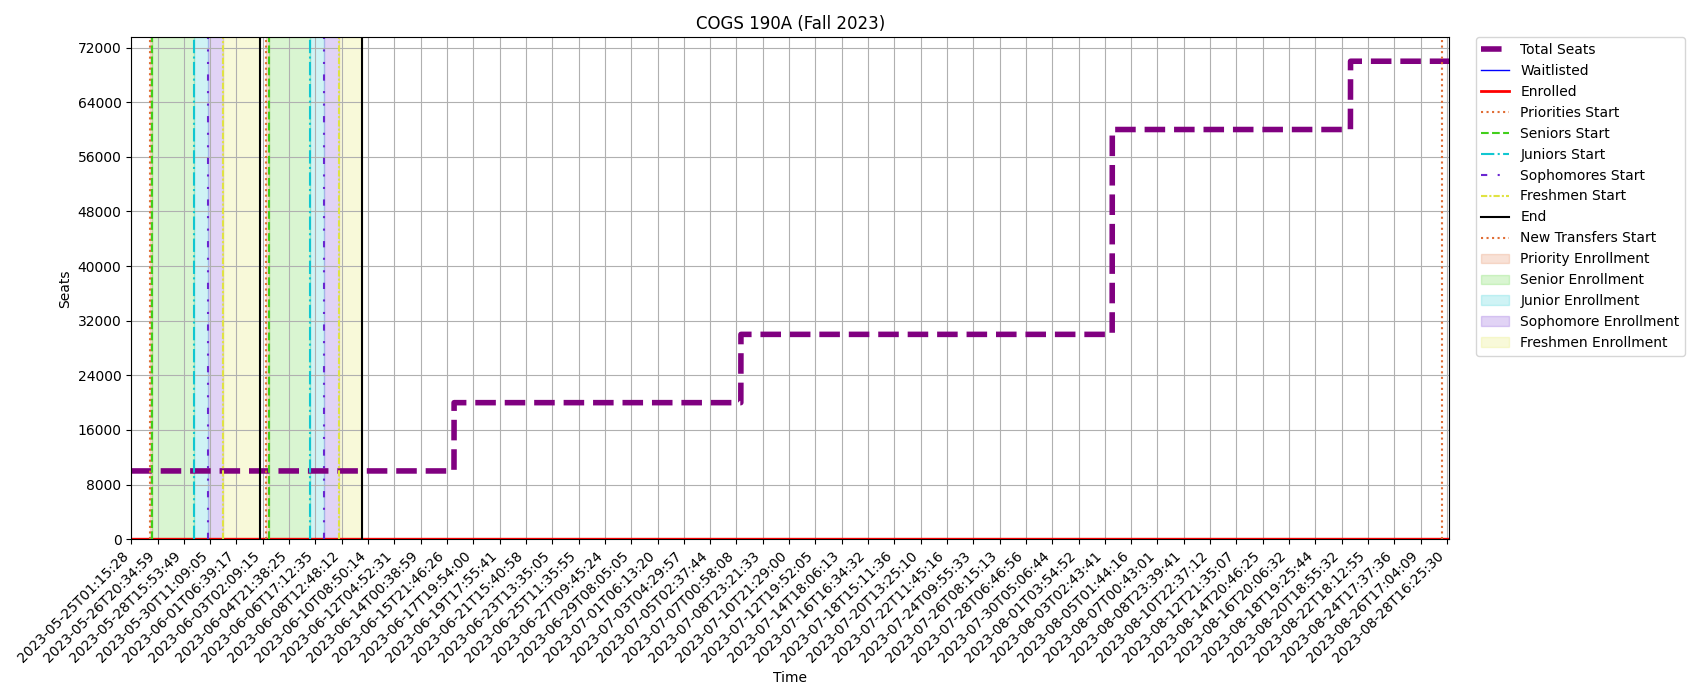 COGS 190A (Fall 2023)
72000
64000
56000
48000
40000
32000
24000
16000
8000
0
Seats
2023-05-25T01:15:28
2023-05-26T20:34:59
2023-05-28T15:53:49
2023-05-30T11:09:05
2023-06-01T06:39:17
2023-06-03T02:09:15
2023-06-04T21:38:25
2023-06-06T17:12:35
2023-06-08T12:48:12
2023-06-10T08:50:14
2023-06-12T04:52:31
2023-06-14T00:38:59
2023-06-15T21:46:26
2023-06-17T19:54:00
2023-06-19T17:55:41
2023-06-21T15:40:58
2023-06-23T13:35:05
2023-06-25T11:35:55
2023-06-27T09:45:24
2023-06-29T08:05:05
2023-07-01T06:13:20
2023-07-03T04:29:57
2023-07-05T02:37:44
2023-07-07T00:58:08
2023-07-08T23:21:33
2023-07-10T21:29:00
2023-07-12T19:52:05
2023-07-14T18:06:13
2023-07-16T16:34:32
2023-07-18T15:11:36
2023-07-20T13:25:10
2023-07-22T11:45:16
2023-07-24T09:55:33
2023-07-26T08:15:13
2023-07-28T06:46:56
2023-07-30T05:06:44
2023-08-01T03:54:52
2023-08-03T02:43:41
2023-08-05T01:44:16
2023-08-07T00:43:01
2023-08-08T23:39:41
2023-08-10T22:37:12
2023-08-12T21:35:07
2023-08-14T20:46:25
2023-08-16T20:06:32
2023-08-18T19:25:44
2023-08-20T18:55:32
2023-08-22T18:12:55
2023-08-24T17:37:36
2023-08-26T17:04:09
2023-08-28T16:25:30
Time
Total Seats
Waitlisted
Enrolled
Priorities Start
Seniors Start
Juniors Start
Sophomores Start
Freshmen Start
End
New Transfers Start
Priority Enrollment
Senior Enrollment
Junior Enrollment
Sophomore Enrollment
Freshmen Enrollment